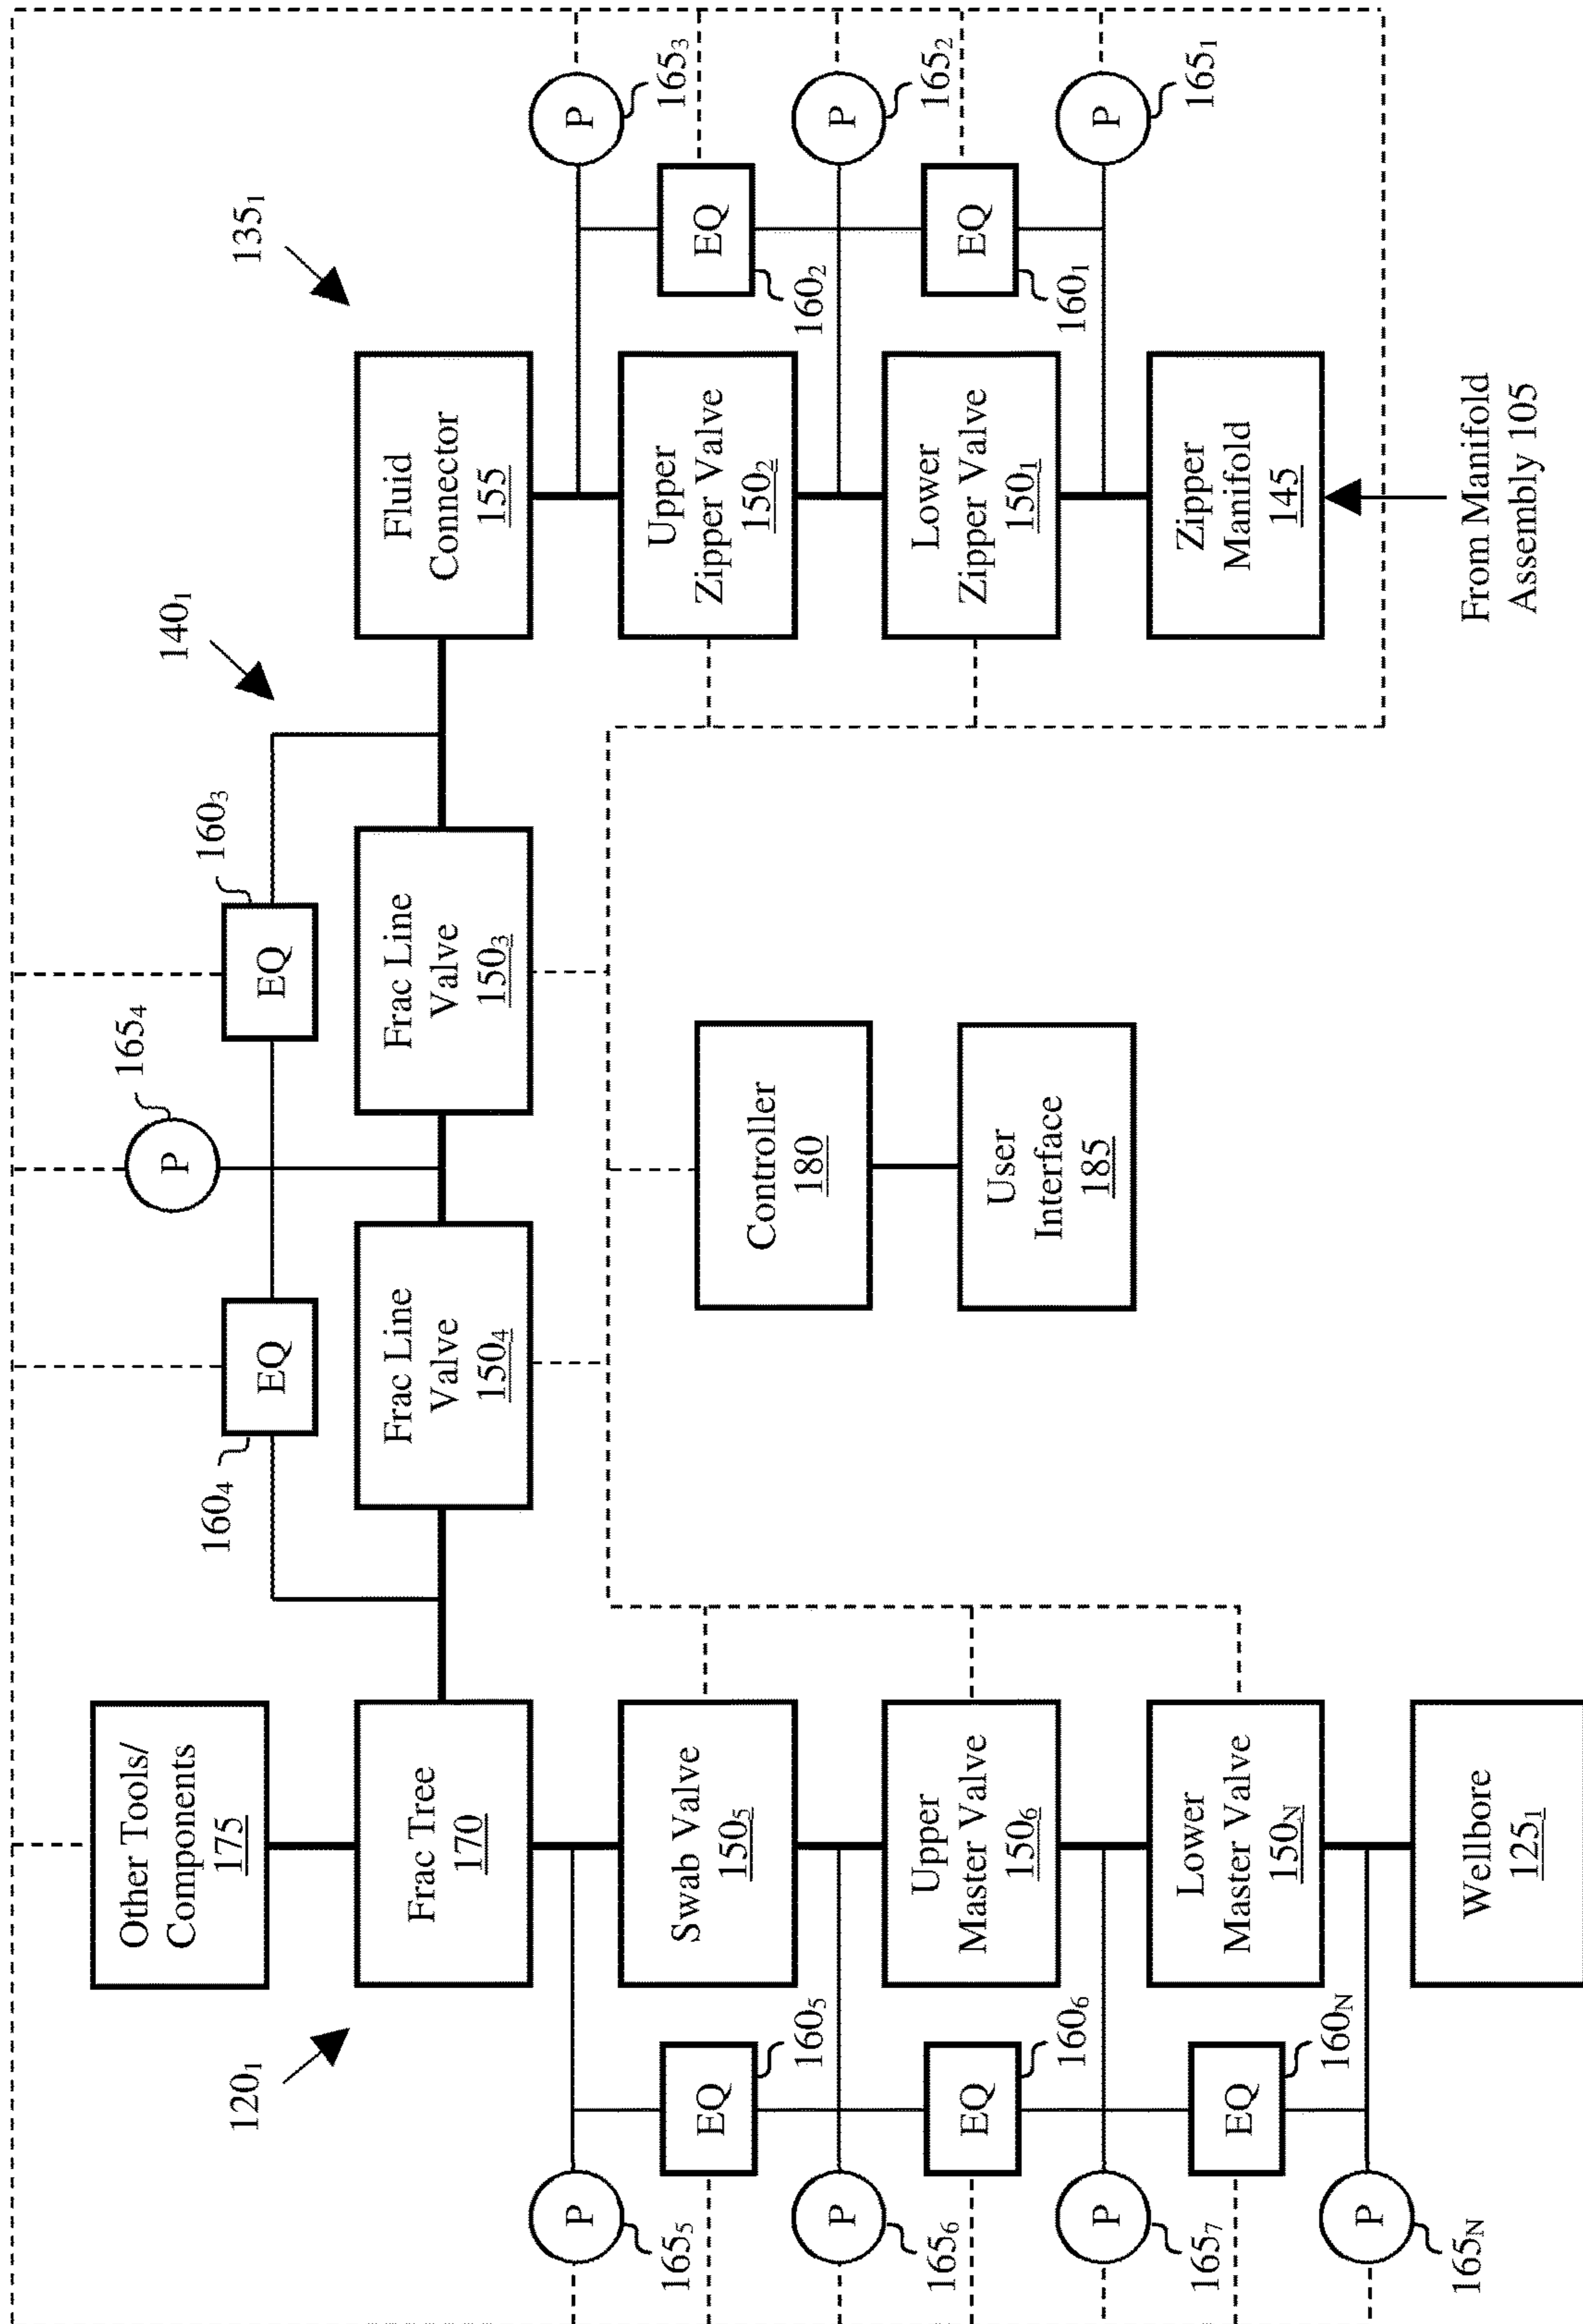 120₁
140₁
135₁
Other Tools/
Components
175
Frac Tree
170
160₄
EQ
165₄
P
160₃
EQ
Frac Line
Valve
150₄
Frac Line
Valve
150₃
Fluid
Connector
155
P
165₅
EQ
160₅
Swab Valve
150₅
P
165₆
EQ
160₆
Upper
Master Valve
150₆
P
165₇
EQ
160N
Lower
Master Valve
150N
P
165N
Wellbore
125₁
Controller
180
User
Interface
185
Upper
Zipper Valve
150₂
EQ
160₂
P
165₃
Lower
Zipper Valve
150₁
EQ
160₁
P
165₂
Zipper
Manifold
145
P
165₁
From Manifold
Assembly 105